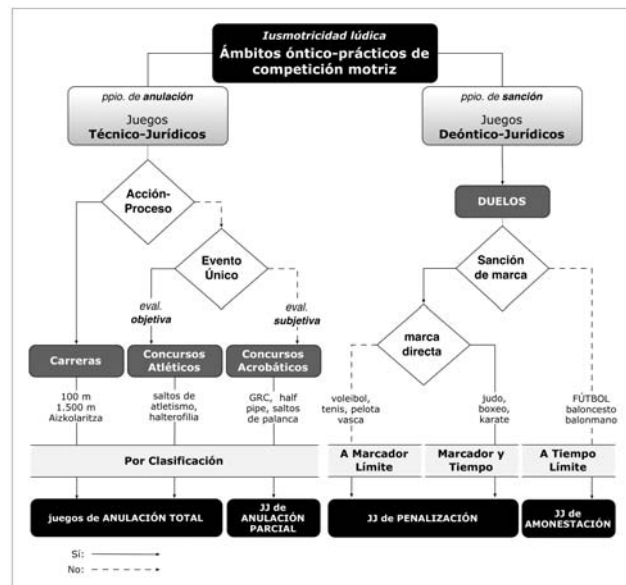 Iusmotricidad lúdica
Ámbitos óntico-prácticos de
competición motriz
ppio. de anulación
Juegos
Técnico-Jurídicos
ppio. de sanción
Juegos
Deóntico-Jurídicos
Acción-
Proceso
DUELOS
Evento
Único
Sanción
de marca
eval.
objetiva
eval.
subjetiva
marca
directa
Carreras
Concursos
Atléticos
Concursos
Acrobáticos
100 m
1.500 m
Aizkolaritza
saltos de
atletismo,
halterofilia
GRC, half
pipe, saltos
de palanca
voleibol,
tenis, pelota
vasca
judo,
boxeo,
karate
FÚTBOL
baloncesto
balonmano
Por Clasificación
A Marcador
Límite
Marcador y
Tiempo
A Tiempo
Límite
juegos de ANULACIÓN TOTAL
JJ de
ANULACIÓN
PARCIAL
JJ de PENALIZACIÓN
JJ de
AMONESTACIÓN
Sí:
No: